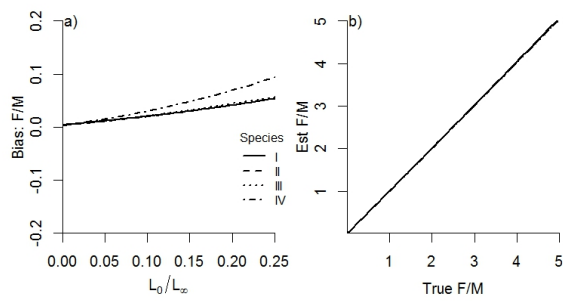 a)
0.2
0.1
0.0
-0.1
-0.2
Bias: F/M
Species
I
II
III
IV
0.00 0.05 0.10 0.15 0.20 0.25
L₀/L∞
b)
5
4
3
2
1
Est F/M
1 2 3 4 5
True F/M